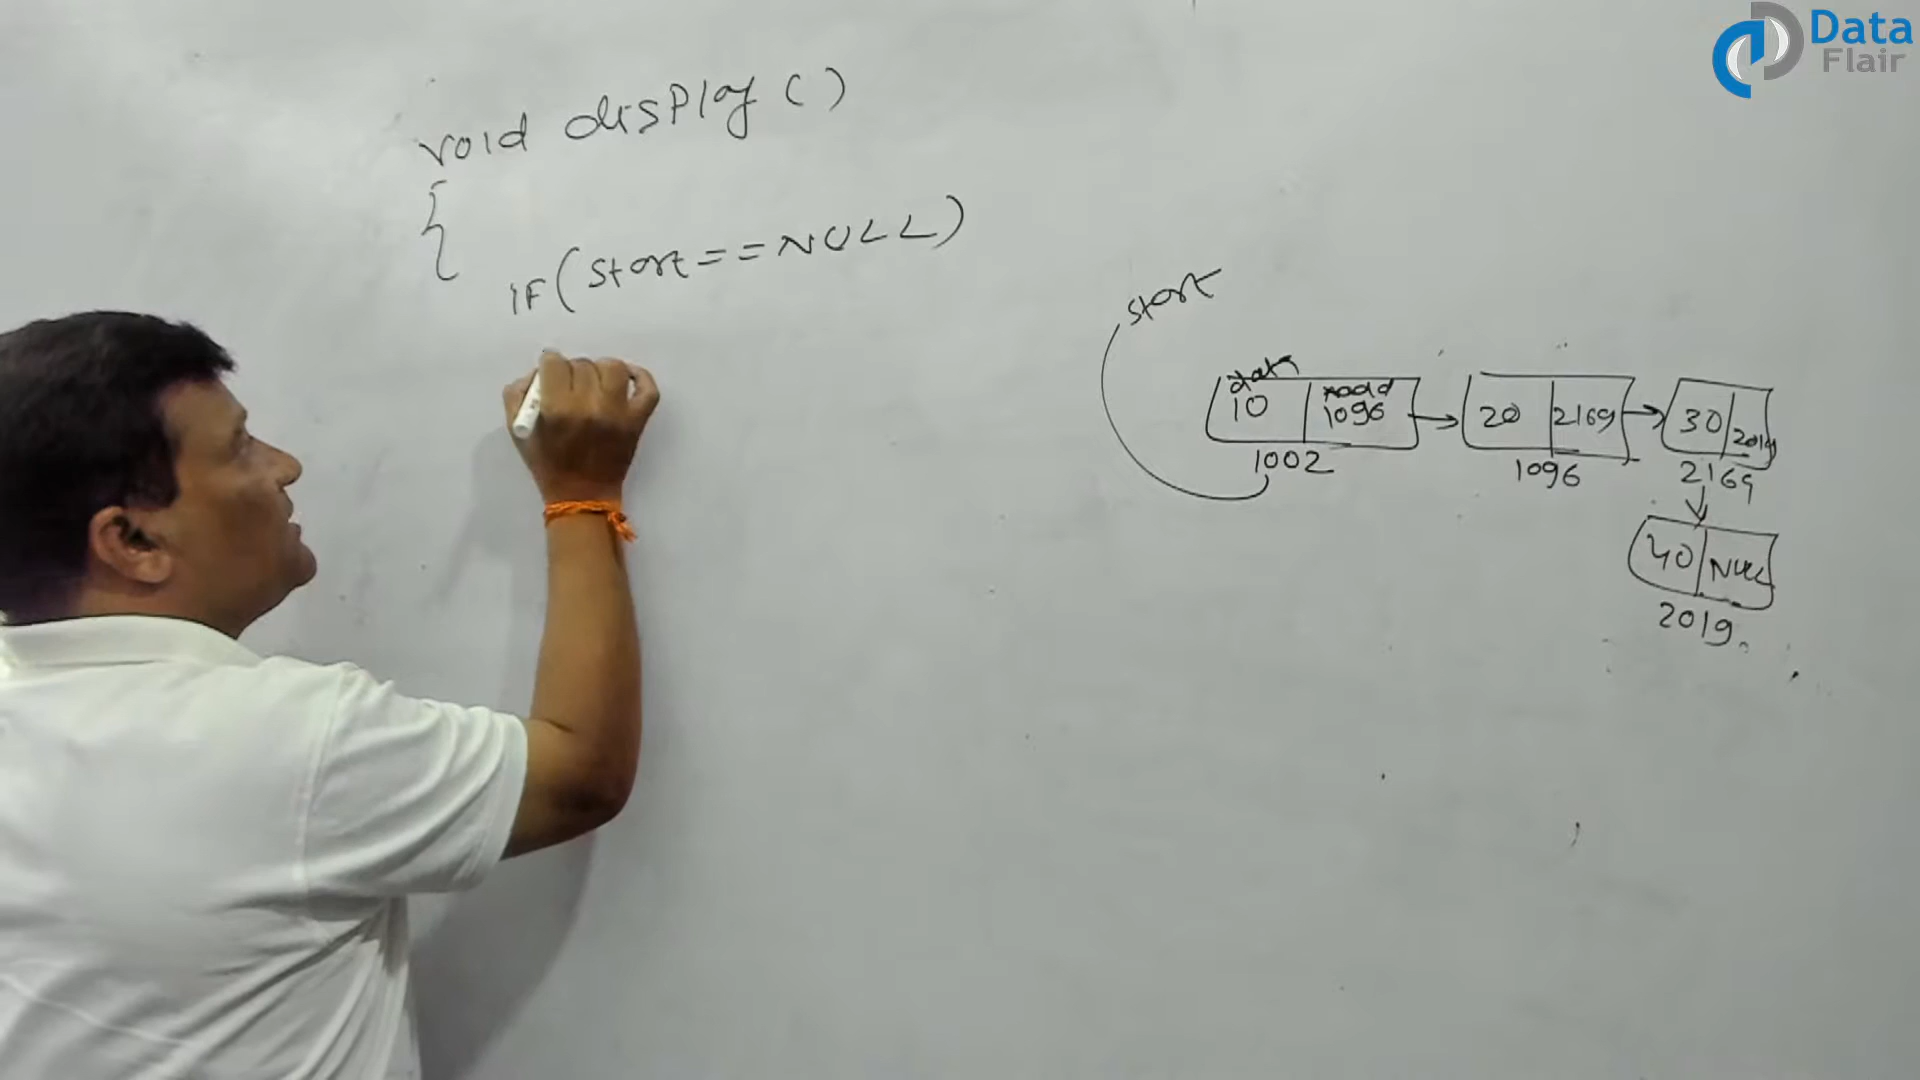 Data
Flair
void display()
{
IF(start==NULL)
start
data
10 1096
20 2169
30 2019
1002
1096
2169
40 NULL
2019